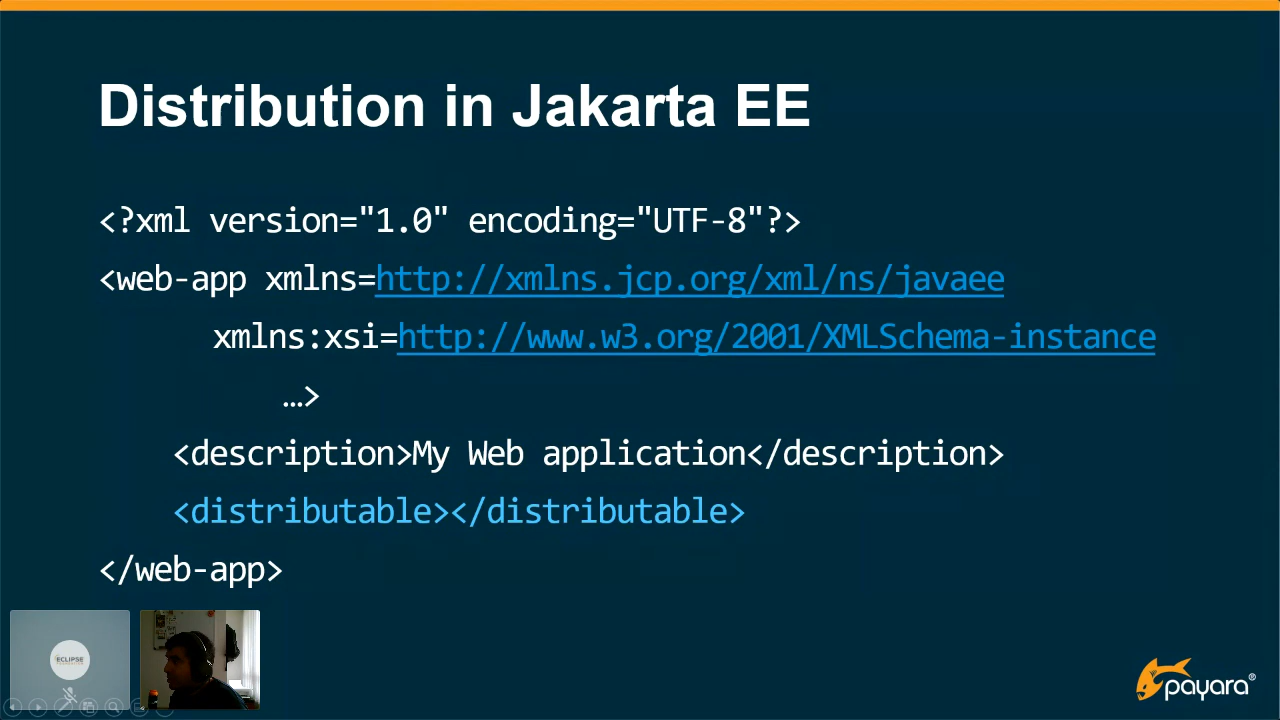 Distribution in Jakarta EE
<?xml version="1.0" encoding="UTF-8"?>
<web-app xmlns=http://xmlns.jcp.org/xml/ns/javaee
xmlns:xsi=http://www.w3.org/2001/XMLSchema-instance
…>
<description>My Web application</description>
<distributable></distributable>
</web-app>
ECLIPSE
payara®